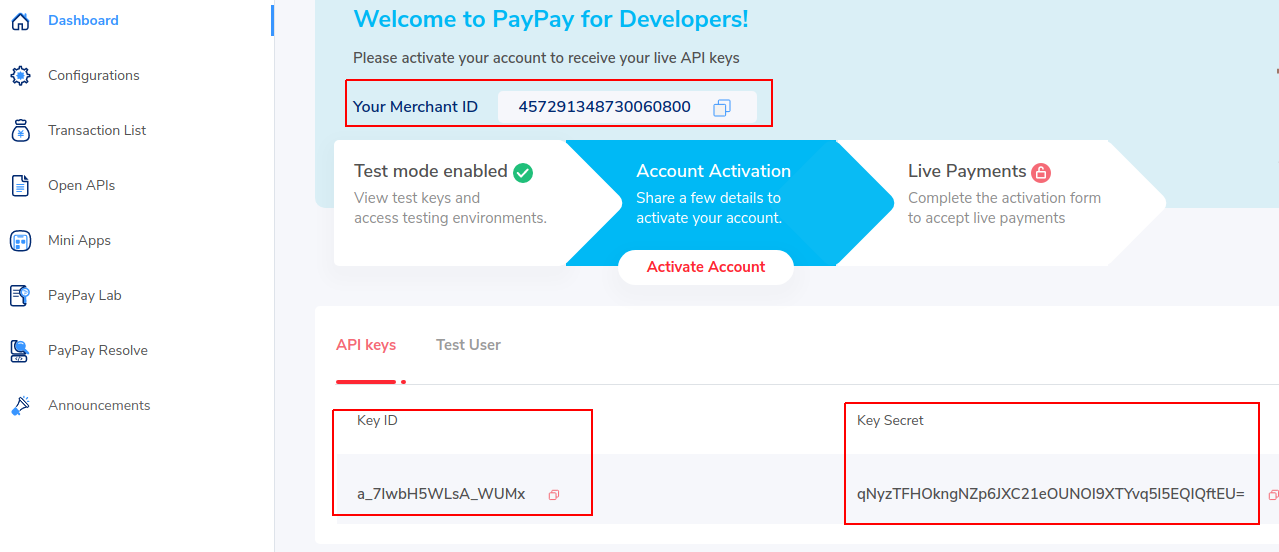 Dashboard
Configurations
Transaction List
Open APIs
Mini Apps
PayPay Lab
PayPay Resolve
Announcements
Welcome to PayPay for Developers!
Please activate your account to receive your live API keys
Your Merchant ID 457291348730060800
Test mode enabled
View test keys and
access testing environments.
Account Activation
Share a few details to
activate your account.
Activate Account
Live Payments
Complete the activation form
to accept live payments
API keys Test User
Key ID Key Secret
a_7IwbH5WLsA_WUMx qNyzTFHOkngNZp6JXC21eOUNOI9XTYvq5I5EQIQftEU=